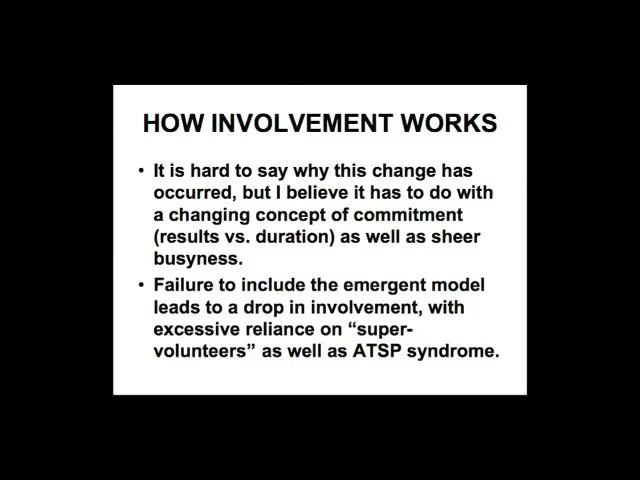 HOW INVOLVEMENT WORKS
• It is hard to say why this change has
occurred, but I believe it has to do with
a changing concept of commitment
(results vs. duration) as well as sheer
busyness.
• Failure to include the emergent model
leads to a drop in involvement, with
excessive reliance on “super-
volunteers” as well as ATSP syndrome.